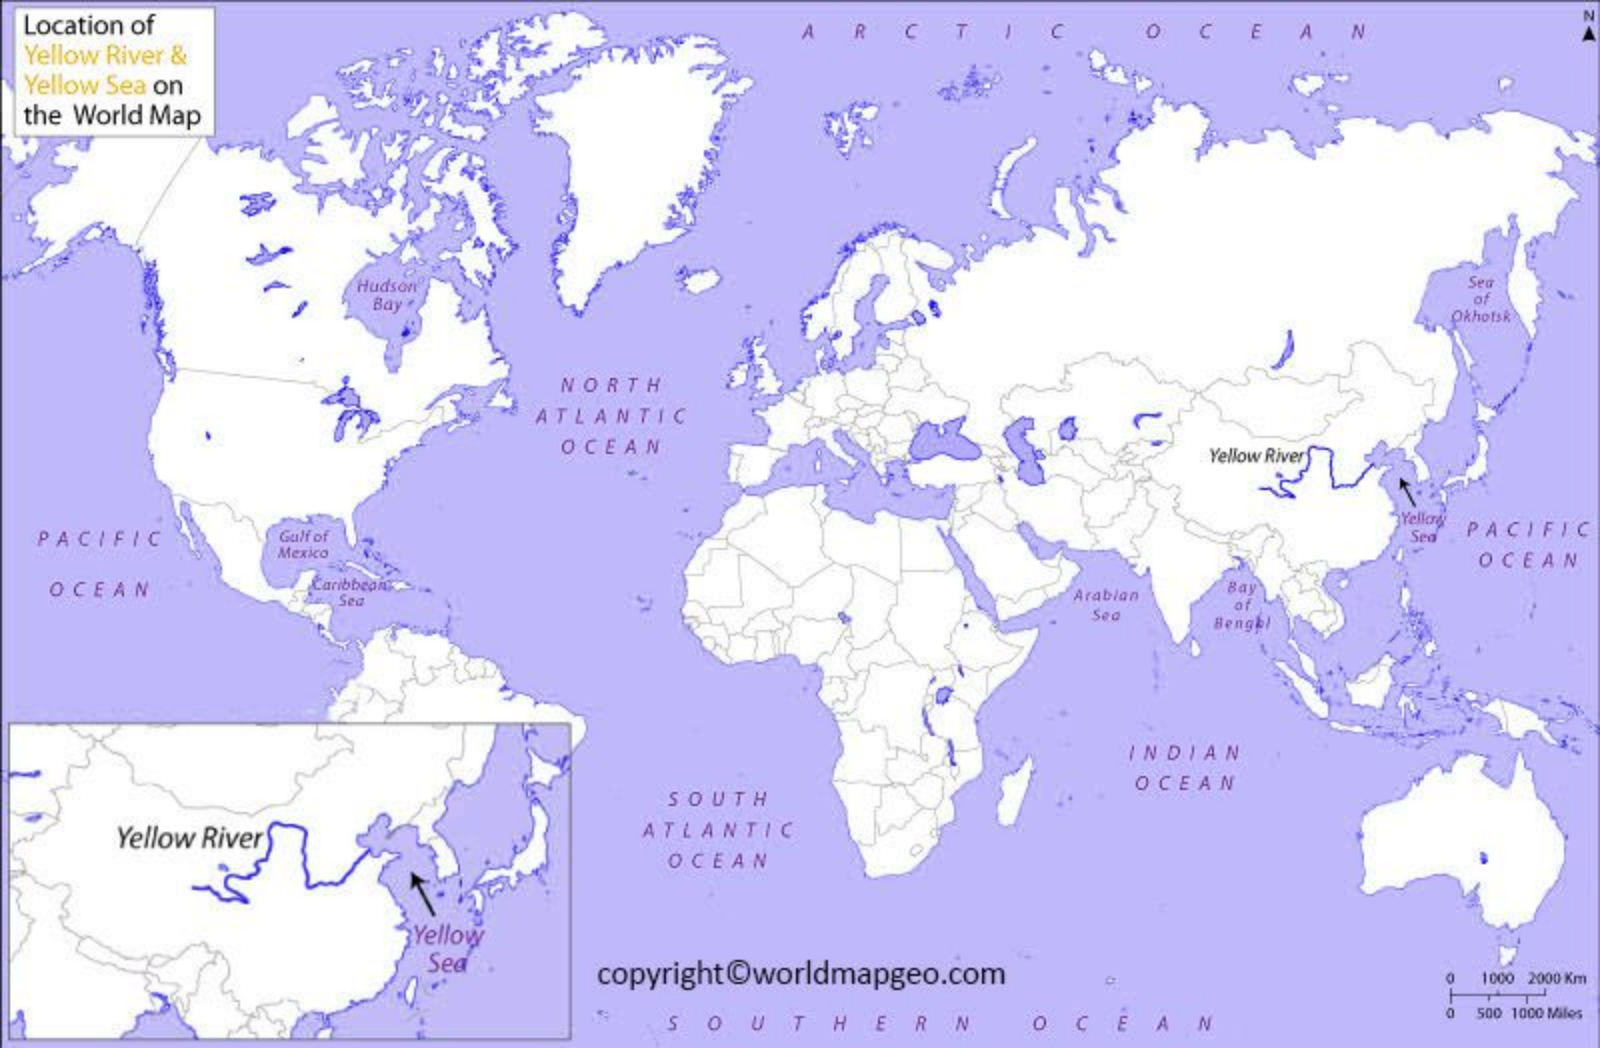 Location of
Yellow River &
Yellow Sea on
the World Map
ARCTIC OCEAN
N
Hudson
Bay
Sea
of
Okhotsk
NORTH
ATLANTIC
OCEAN
Yellow River
Yellow
Sea
PACIFIC
OCEAN
Gulf of
Mexico
Caribbean
Sea
Arabian
Sea
Bay
of
Bengal
PACIFIC
OCEAN
INDIAN
OCEAN
SOUTH
ATLANTIC
OCEAN
Yellow River
Yellow
Sea
copyright©worldmapgeo.com
0 1000 2000 Km
0 500 1000 Miles
SOUTHERN OCEAN